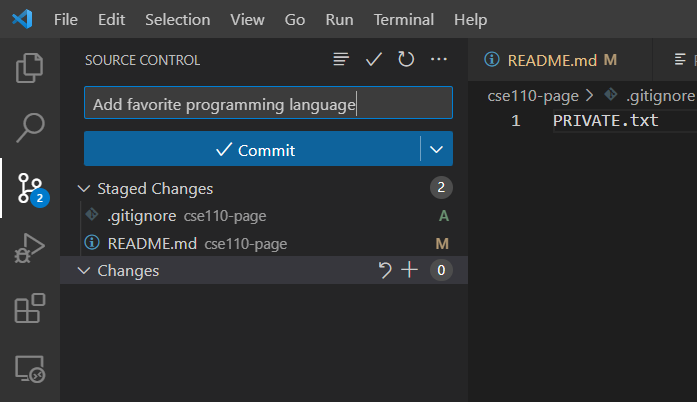 File Edit Selection View Go Run Terminal Help
SOURCE CONTROL
README.md M
Add favorite programming language
cse110-page > .gitignore
1 PRIVATE.txt
Commit
Staged Changes 2
2
.gitignore cse110-page A
README.md cse110-page M
Changes 0